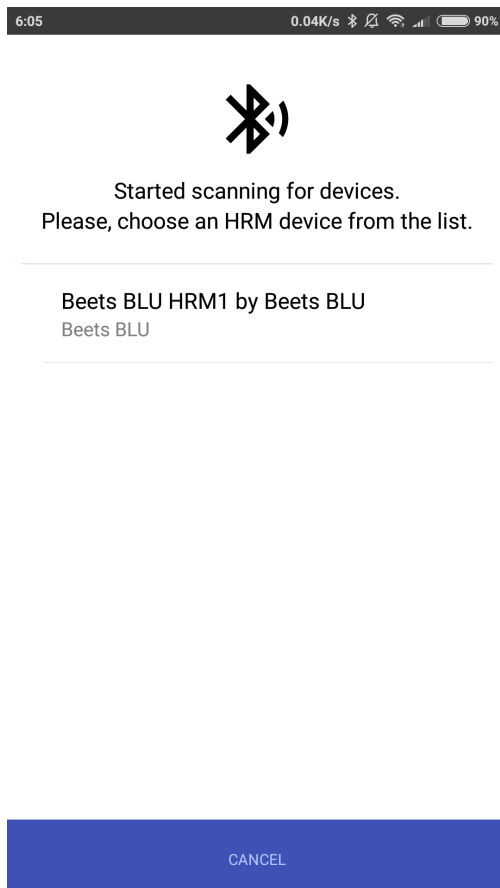 6:05 0.04K/s 90%
Started scanning for devices.
Please, choose an HRM device from the list.
Beets BLU HRM1 by Beets BLU
Beets BLU
CANCEL